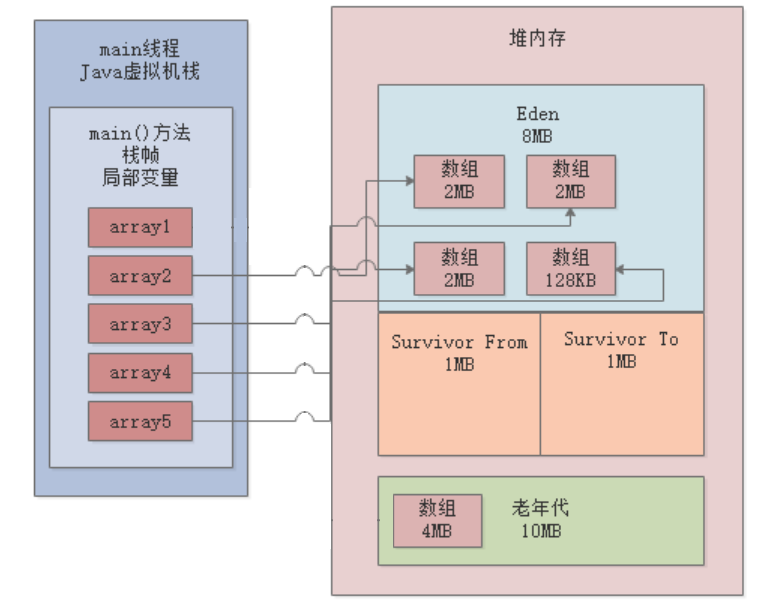 main线程
Java虚拟机栈
main()方法
栈帧
局部变量
array1
array2
array3
array4
array5
堆内存
Eden
8MB
数组
2MB
数组
2MB
数组
2MB
数组
128KB
Survivor From
1MB
Survivor To
1MB
数组
4MB
老年代
10MB